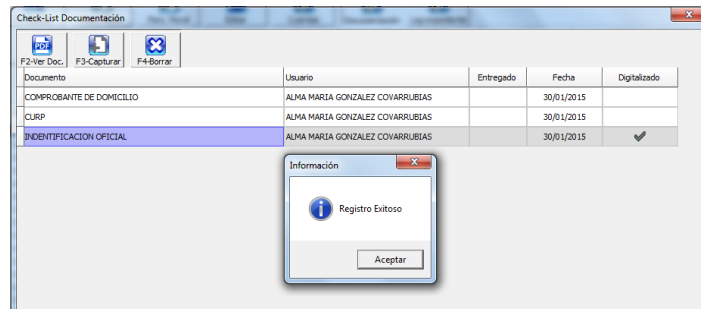 Check-List Documentación
F2-Ver Doc. F3-Capturar F4-Borrar
Documento Usuario Entregado Fecha Digitalizado
COMPROBANTE DE DOMICILIO ALMA MARIA GONZALEZ COVARRUBIAS 30/01/2015
CURP ALMA MARIA GONZALEZ COVARRUBIAS 30/01/2015
INDENTIFICACION OFICIAL ALMA MARIA GONZALEZ COVARRUBIAS 30/01/2015
Información
Registro Exitoso
Aceptar